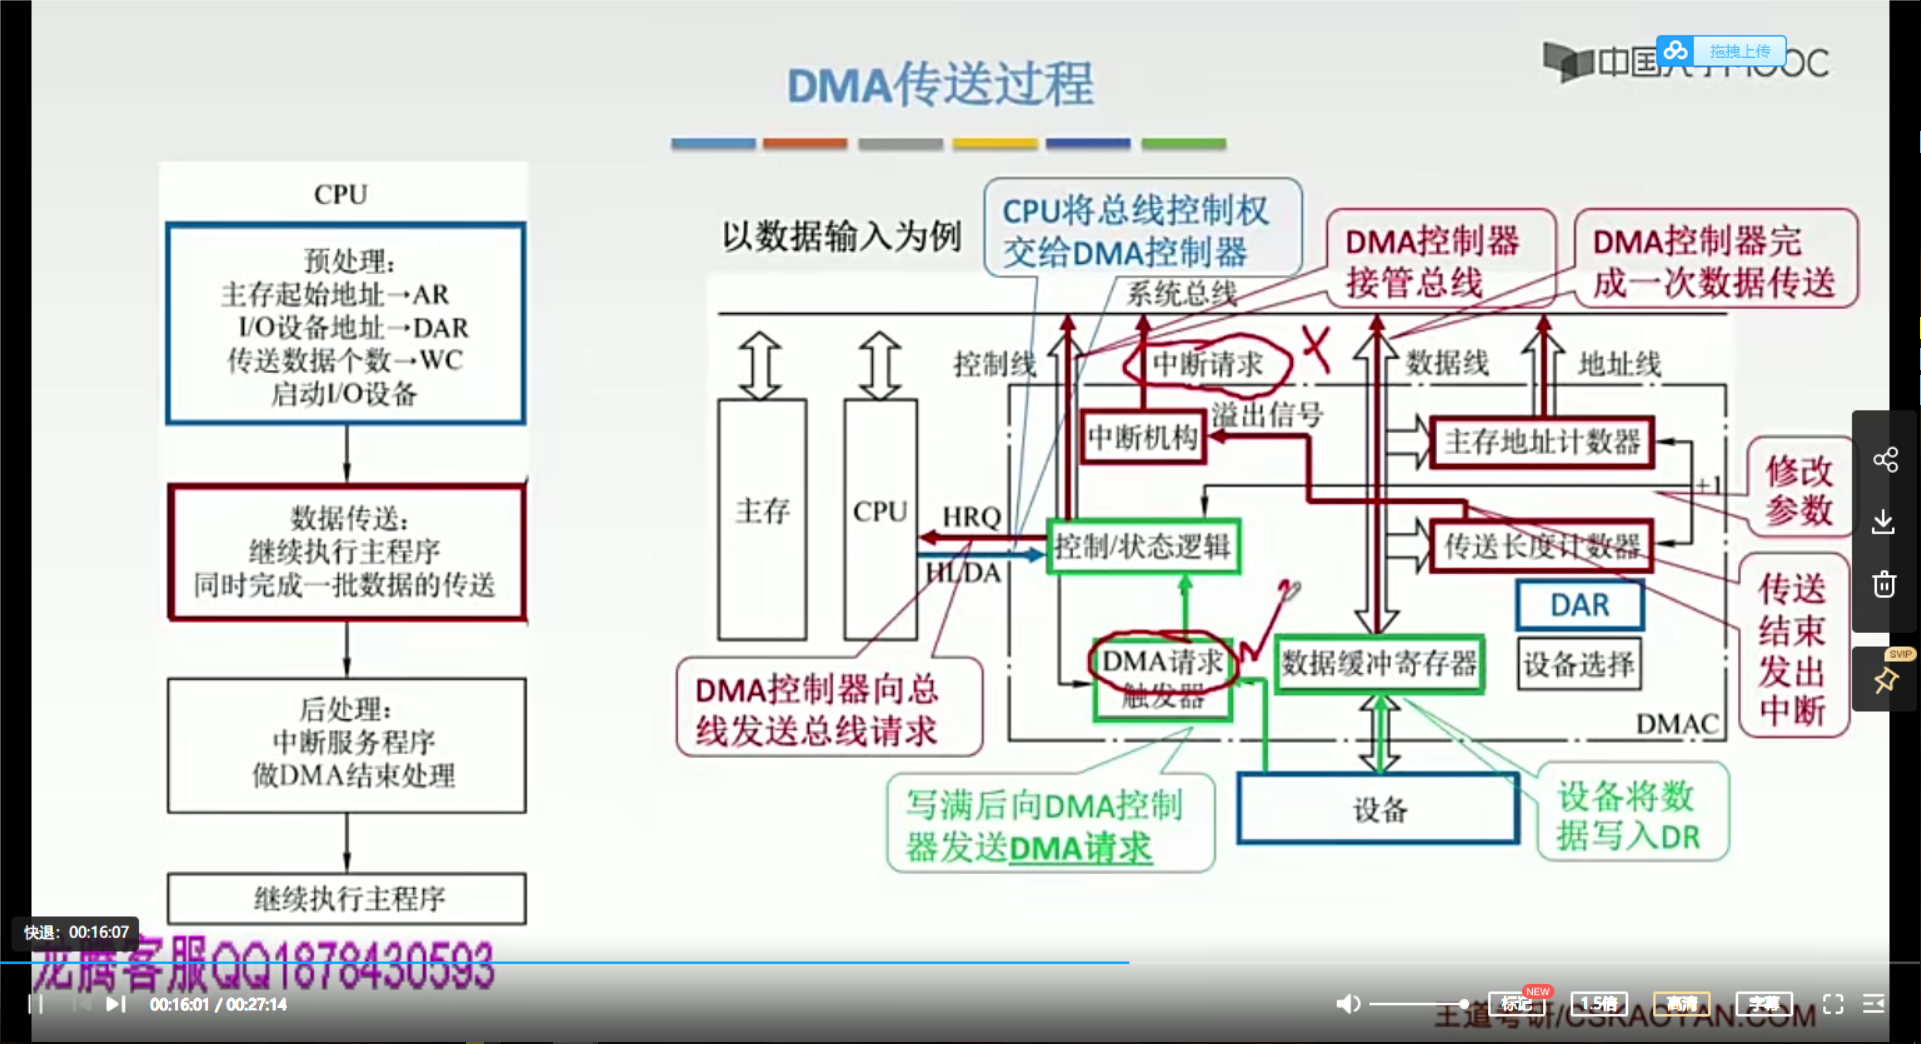 DMA传送过程
拖拽上传
中国大学MOOC
CPU
预处理：
主存起始地址→AR
I/O设备地址→DAR
传送数据个数→WC
启动I/O设备
数据传送：
继续执行主程序
同时完成一批数据的传送
后处理：
中断服务程序
做DMA结束处理
继续执行主程序
以数据输入为例
CPU将总线控制权
交给DMA控制器
DMA控制器
接管总线
DMA控制器完
成一次数据传送
系统总线
控制线
中断请求
数据线
地址线
溢出信号
中断机构
主存地址计数器
修改
参数
+1
主存
CPU
HRQ
HLDA
控制/状态逻辑
传送长度计数器
传送
结束
发出
中断
DAR
DMA请求
触发器
数据缓冲寄存器
设备选择
DMAC
DMA控制器向总
线发送总线请求
写满后向DMA控制
器发送DMA请求
设备
设备将数
据写入DR
SVIP
快退：00:16:07
龙腾客服QQ1878430593
00:16:01 / 00:27:14
标记
NEW
1.5倍
高清
字幕
王道考研/CSKAOYAN.COM